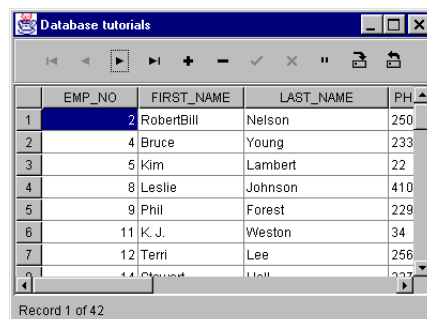 Database tutorials
EMP_NO FIRST_NAME LAST_NAME PH
1 2 RobertBill Nelson 250
2 4 Bruce Young 233
3 5 Kim Lambert 22
4 8 Leslie Johnson 410
5 9 Phil Forest 229
6 11 K. J. Weston 34
7 12 Terri Lee 256
Record 1 of 42